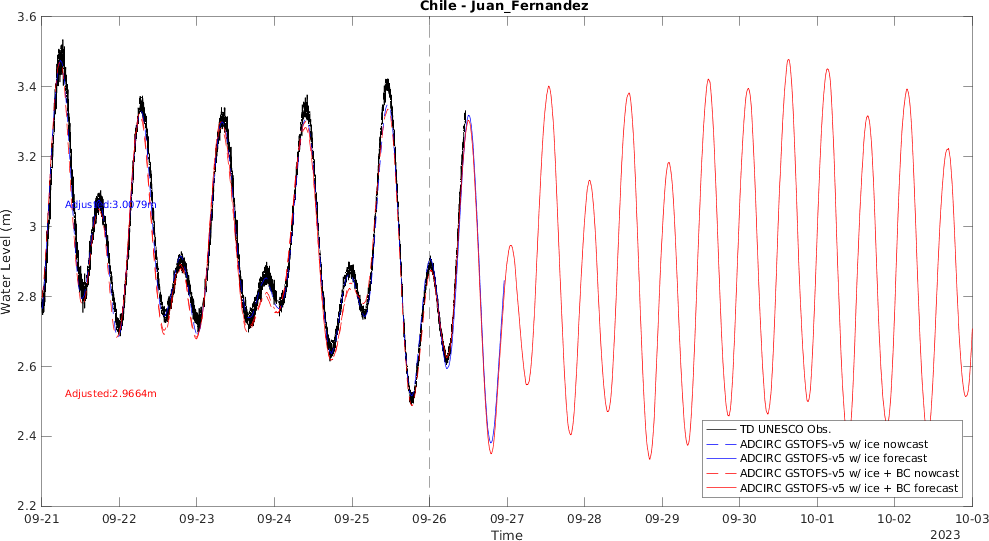 Chile - Juan_Fernandez
3.6
3.4
3.2
3
2.8
2.6
2.4
2.2
Water Level (m)
Adjusted:3.0079m
Adjusted:2.9664m
TD UNESCO Obs.
ADCIRC GSTOFS-v5 w/ ice nowcast
ADCIRC GSTOFS-v5 w/ ice forecast
ADCIRC GSTOFS-v5 w/ ice + BC nowcast
ADCIRC GSTOFS-v5 w/ ice + BC forecast
09-21 09-22 09-23 09-24 09-25 09-26 09-27 09-28 09-29 09-30 10-01 10-02 10-03
Time
2023